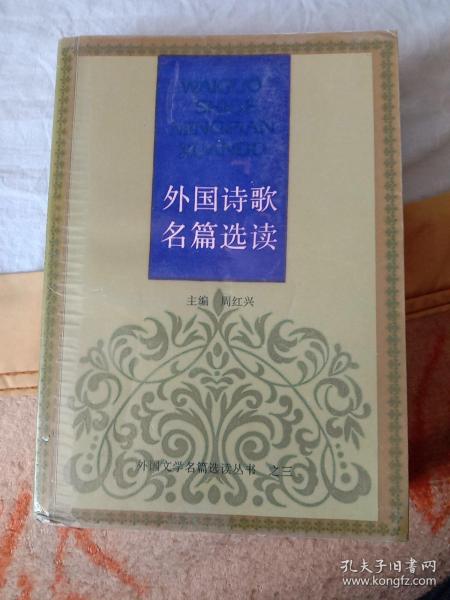 WAIGUO
SHIGE
MINGPIAN
XUANDU
外国诗歌
名篇选读
主编 周红兴
外国文学名篇选读丛书 之三
孔夫子旧书网
www.kongfz.com